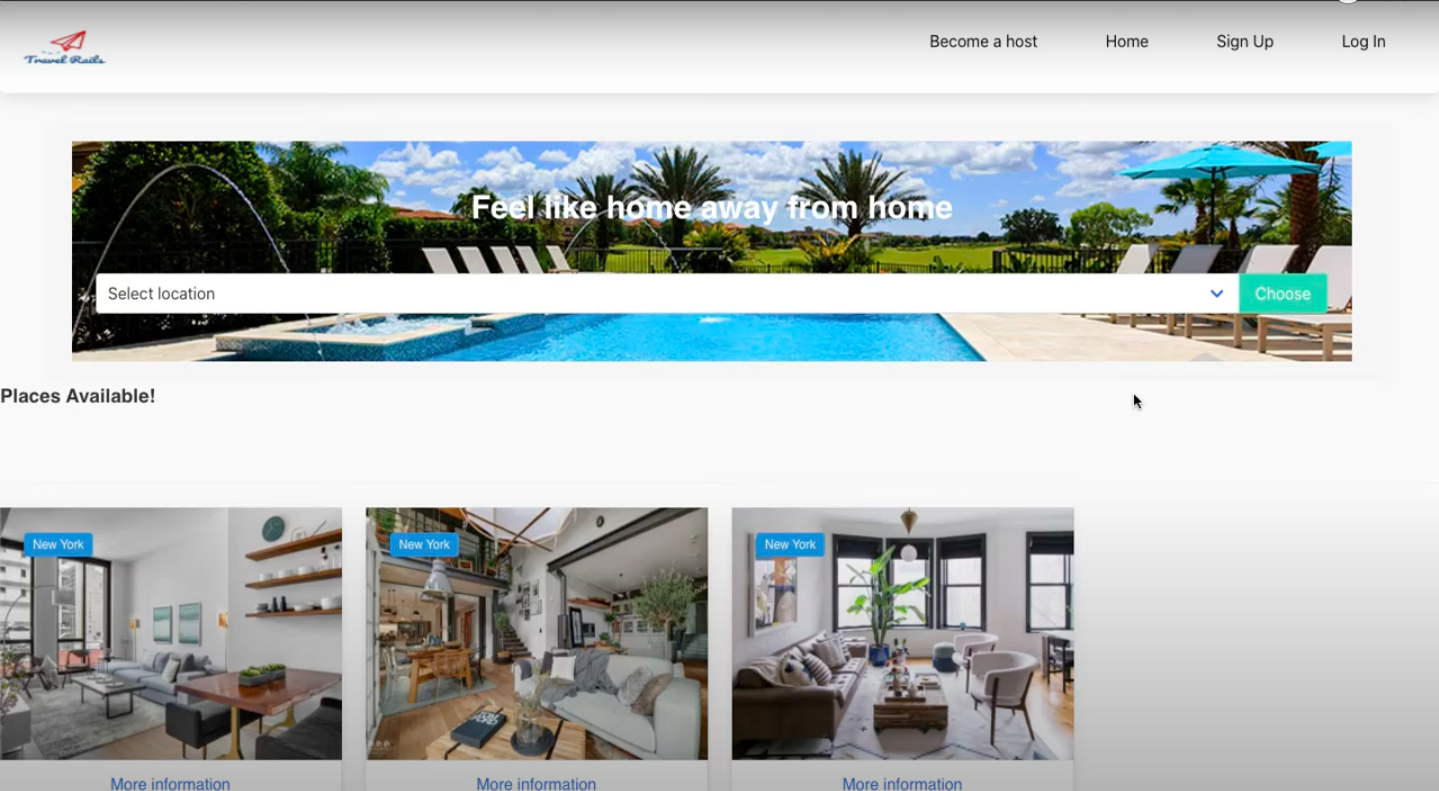 Travel Rails
Become a host
Home
Sign Up
Log In
Feel like home away from home
Select location
Choose
Places Available!
New York
New York
New York
More information
More information
More information